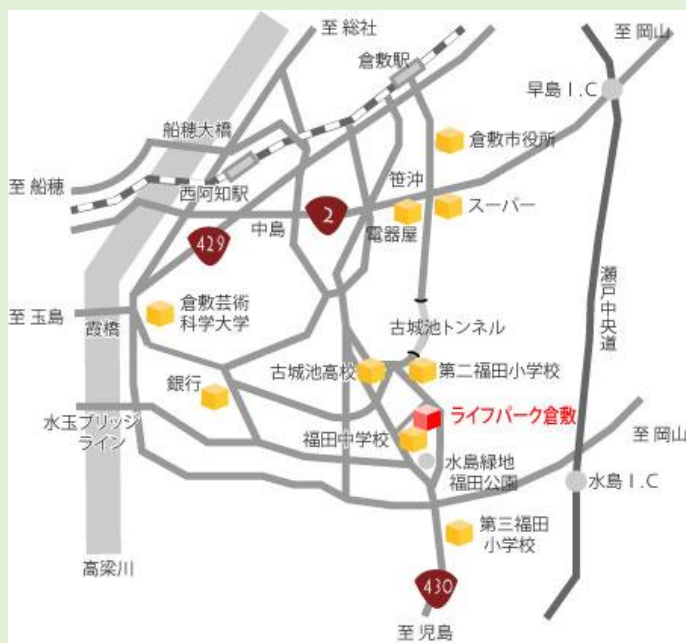 至 総社
至 岡山
倉敷駅
早島 I.C
船穂大橋
倉敷市役所
至 船穂
西阿知駅
笹沖
スーパー
2
中島
電器屋
429
瀬戸中央道
倉敷芸術
科学大学
至 玉島
霞橋
古城池トンネル
古城池高校
第二福田小学校
銀行
水玉ブリッジ
ライン
ライフパーク倉敷
至 岡山
福田中学校
水島緑地
福田公園
水島 I.C
第三福田
小学校
高梁川
430
至 児島